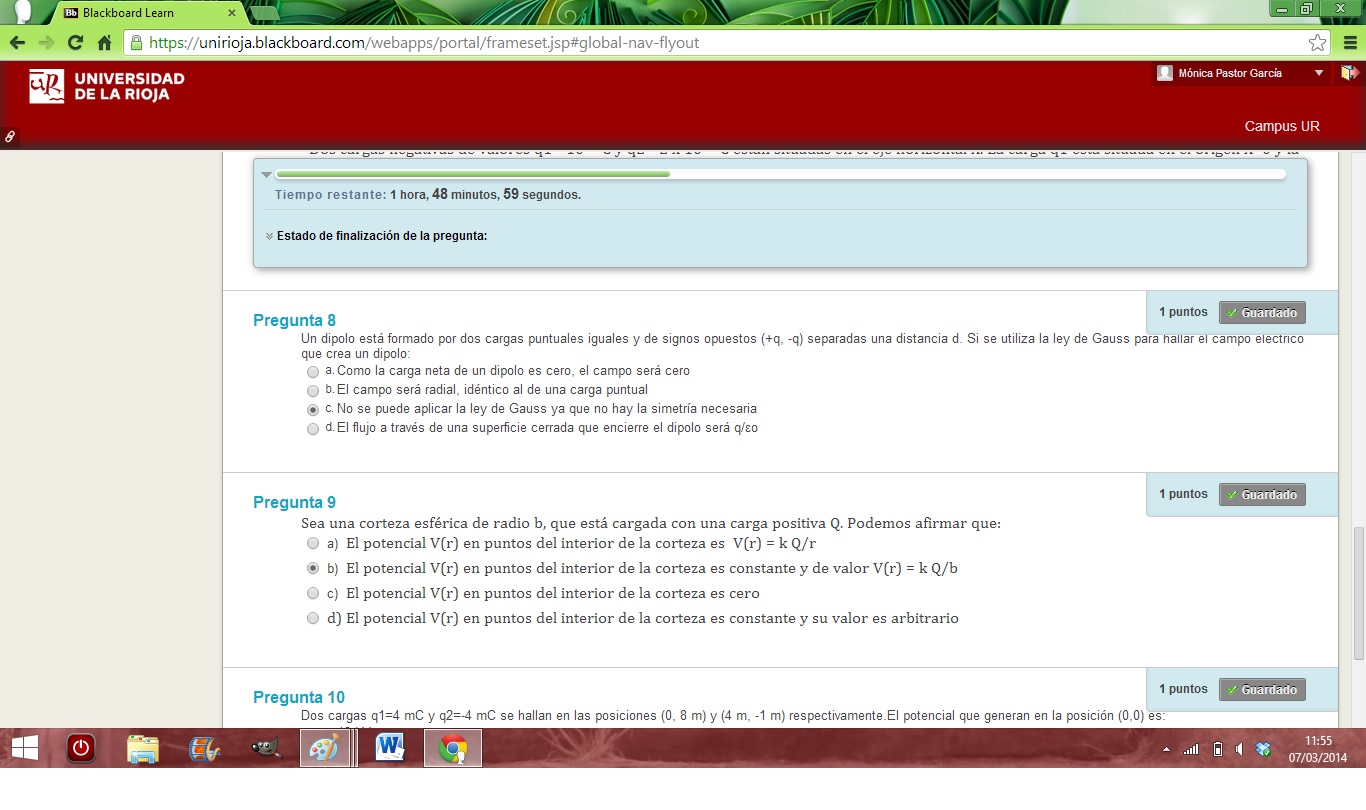 Bb Blackboard Learn
https://unirioja.blackboard.com/webapps/portal/frameset.jsp#global-nav-flyout
UR
UNIVERSIDAD
DE LA RIOJA
Mónica Pastor García
Campus UR
Tiempo restante: 1 hora, 48 minutos, 59 segundos.
Estado de finalización de la pregunta:
1 puntos Guardado
Pregunta 8
Un dipolo está formado por dos cargas puntuales iguales y de signos opuestos (+q, -q) separadas una distancia d. Si se utiliza la ley de Gauss para hallar el campo eléctrico
que crea un dipolo:
a. Como la carga neta de un dipolo es cero, el campo será cero
b. El campo será radial, idéntico al de una carga puntual
c. No se puede aplicar la ley de Gauss ya que no hay la simetría necesaria
d. El flujo a través de una superficie cerrada que encierre el dipolo será q/εo
1 puntos Guardado
Pregunta 9
Sea una corteza esférica de radio b, que está cargada con una carga positiva Q. Podemos afirmar que:
a) El potencial V(r) en puntos del interior de la corteza es V(r) = k Q/r
b) El potencial V(r) en puntos del interior de la corteza es constante y de valor V(r) = k Q/b
c) El potencial V(r) en puntos del interior de la corteza es cero
d) El potencial V(r) en puntos del interior de la corteza es constante y su valor es arbitrario
1 puntos Guardado
Pregunta 10
Dos cargas q1=4 mC y q2=-4 mC se hallan en las posiciones (0, 8 m) y (4 m, -1 m) respectivamente.El potencial que generan en la posición (0,0) es:
11:55
07/03/2014